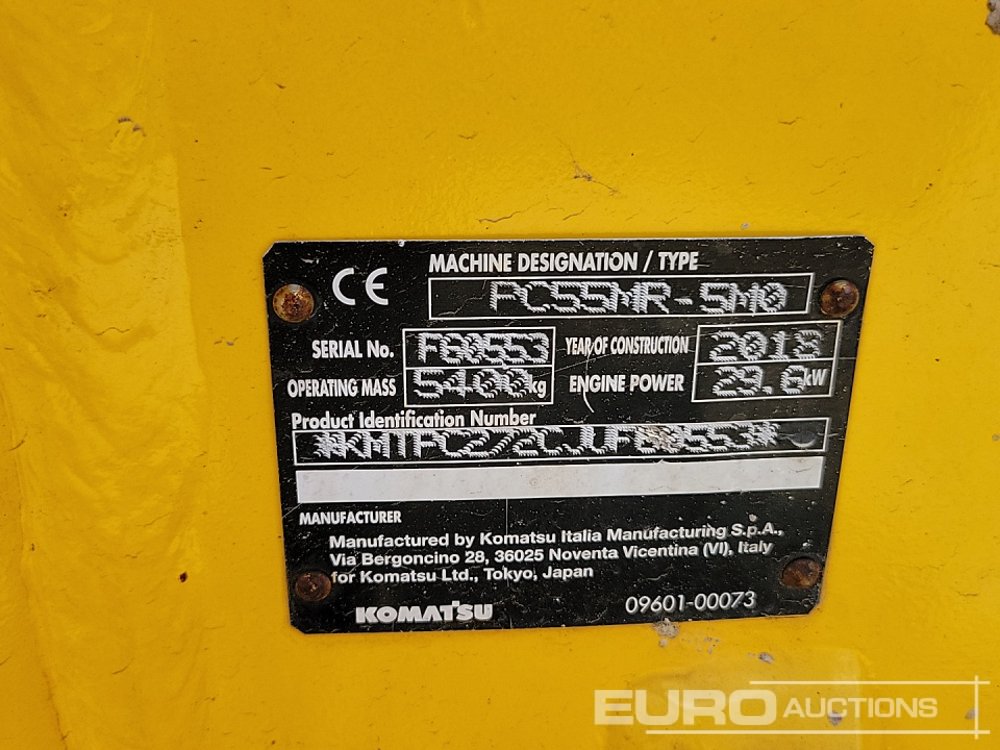 CE
MACHINE DESIGNATION / TYPE
PC55MR-5M0
SERIAL No. F60553 YEAR OF CONSTRUCTION 2018
OPERATING MASS 5400kg ENGINE POWER 29.6kW
Product Identification Number
*KMTPC272CJUF60553*
MANUFACTURER
Manufactured by Komatsu Italia Manufacturing S.p.A.,
Via Bergoncino 28, 36025 Noventa Vicentina (VI), Italy
for Komatsu Ltd., Tokyo, Japan
KOMATSU 09601-00073
EURO AUCTIONS